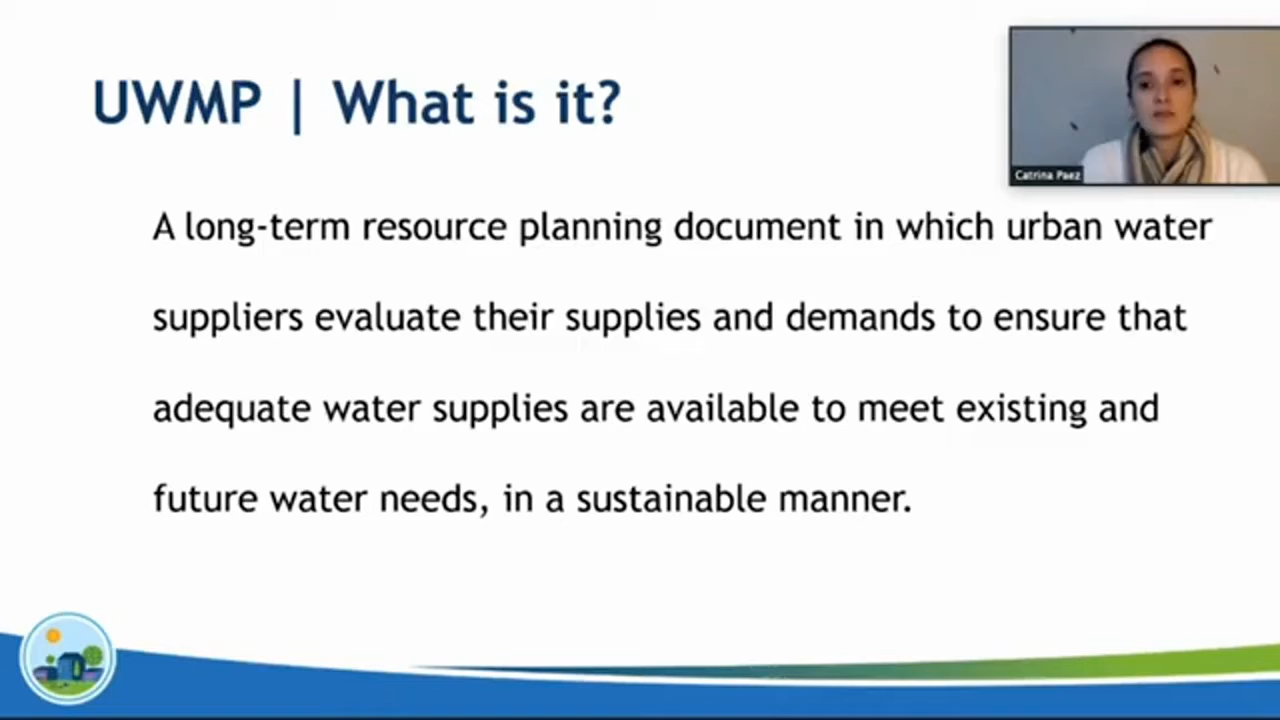 UWMP | What is it?
Catrina Paez
A long-term resource planning document in which urban water
suppliers evaluate their supplies and demands to ensure that
adequate water supplies are available to meet existing and
future water needs, in a sustainable manner.